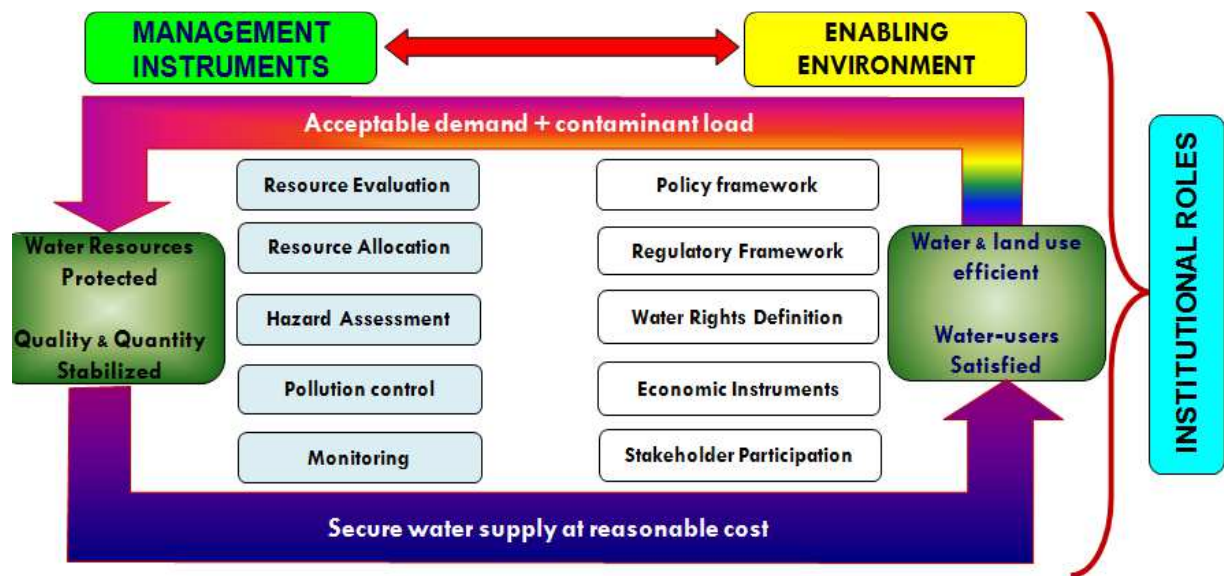 MANAGEMENT
INSTRUMENTS
ENABLING
ENVIRONMENT
Acceptable demand + contaminant load
Resource Evaluation
Resource Allocation
Hazard Assessment
Pollution control
Monitoring
Policy framework
Regulatory Framework
Water Rights Definition
Economic Instruments
Stakeholder Participation
Water Resources
Protected
Quality & Quantity
Stabilized
Water & land use
efficient
Water-users
Satisfied
Secure water supply at reasonable cost
INSTITUTIONAL ROLES